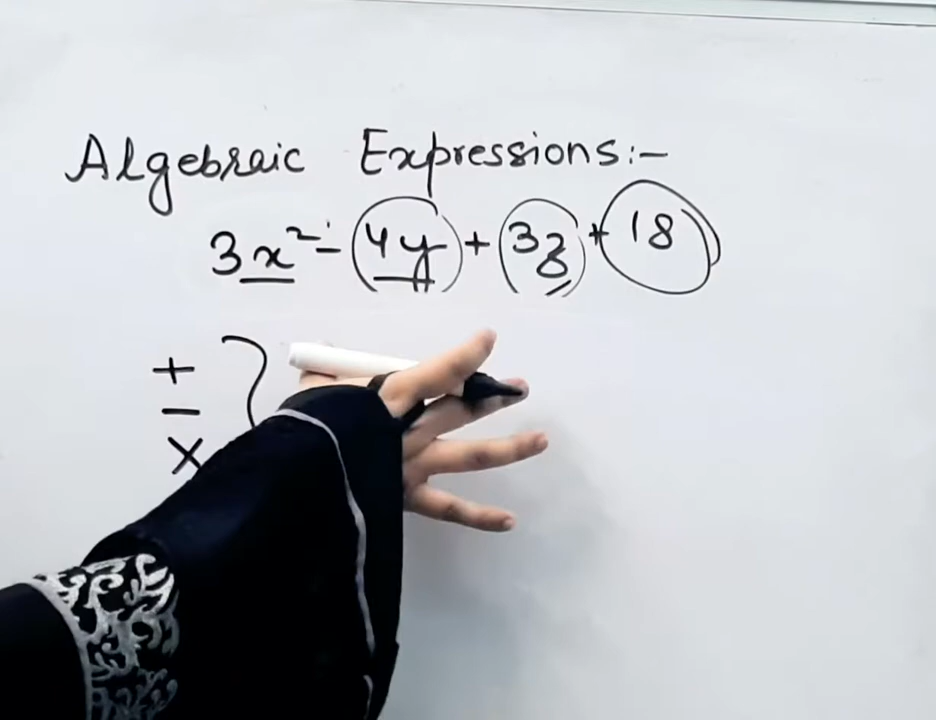 Algebraic Expressions:-
3x² - 4y + 3z + 18
+
-
×